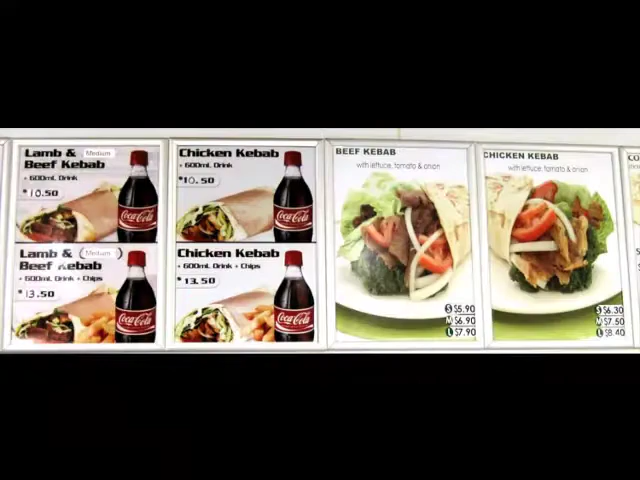 Lamb &
Medium
Beef Kebab
+ 600mL Drink
10.50
Coca-Cola
Lamb &
Medium
Beef Kebab
+ 600mL Drink + Chips
13.50
Coca-Cola
Chicken Kebab
+ 600mL Drink
10.50
Coca-Cola
Chicken Kebab
+ 600mL Drink + Chips
13.50
Coca-Cola
BEEF KEBAB
with lettuce, tomato & onion
S $5.90
M $6.90
L $7.90
CHICKEN KEBAB
with lettuce, tomato & onion
S $6.30
M $7.50
L $8.40
CO